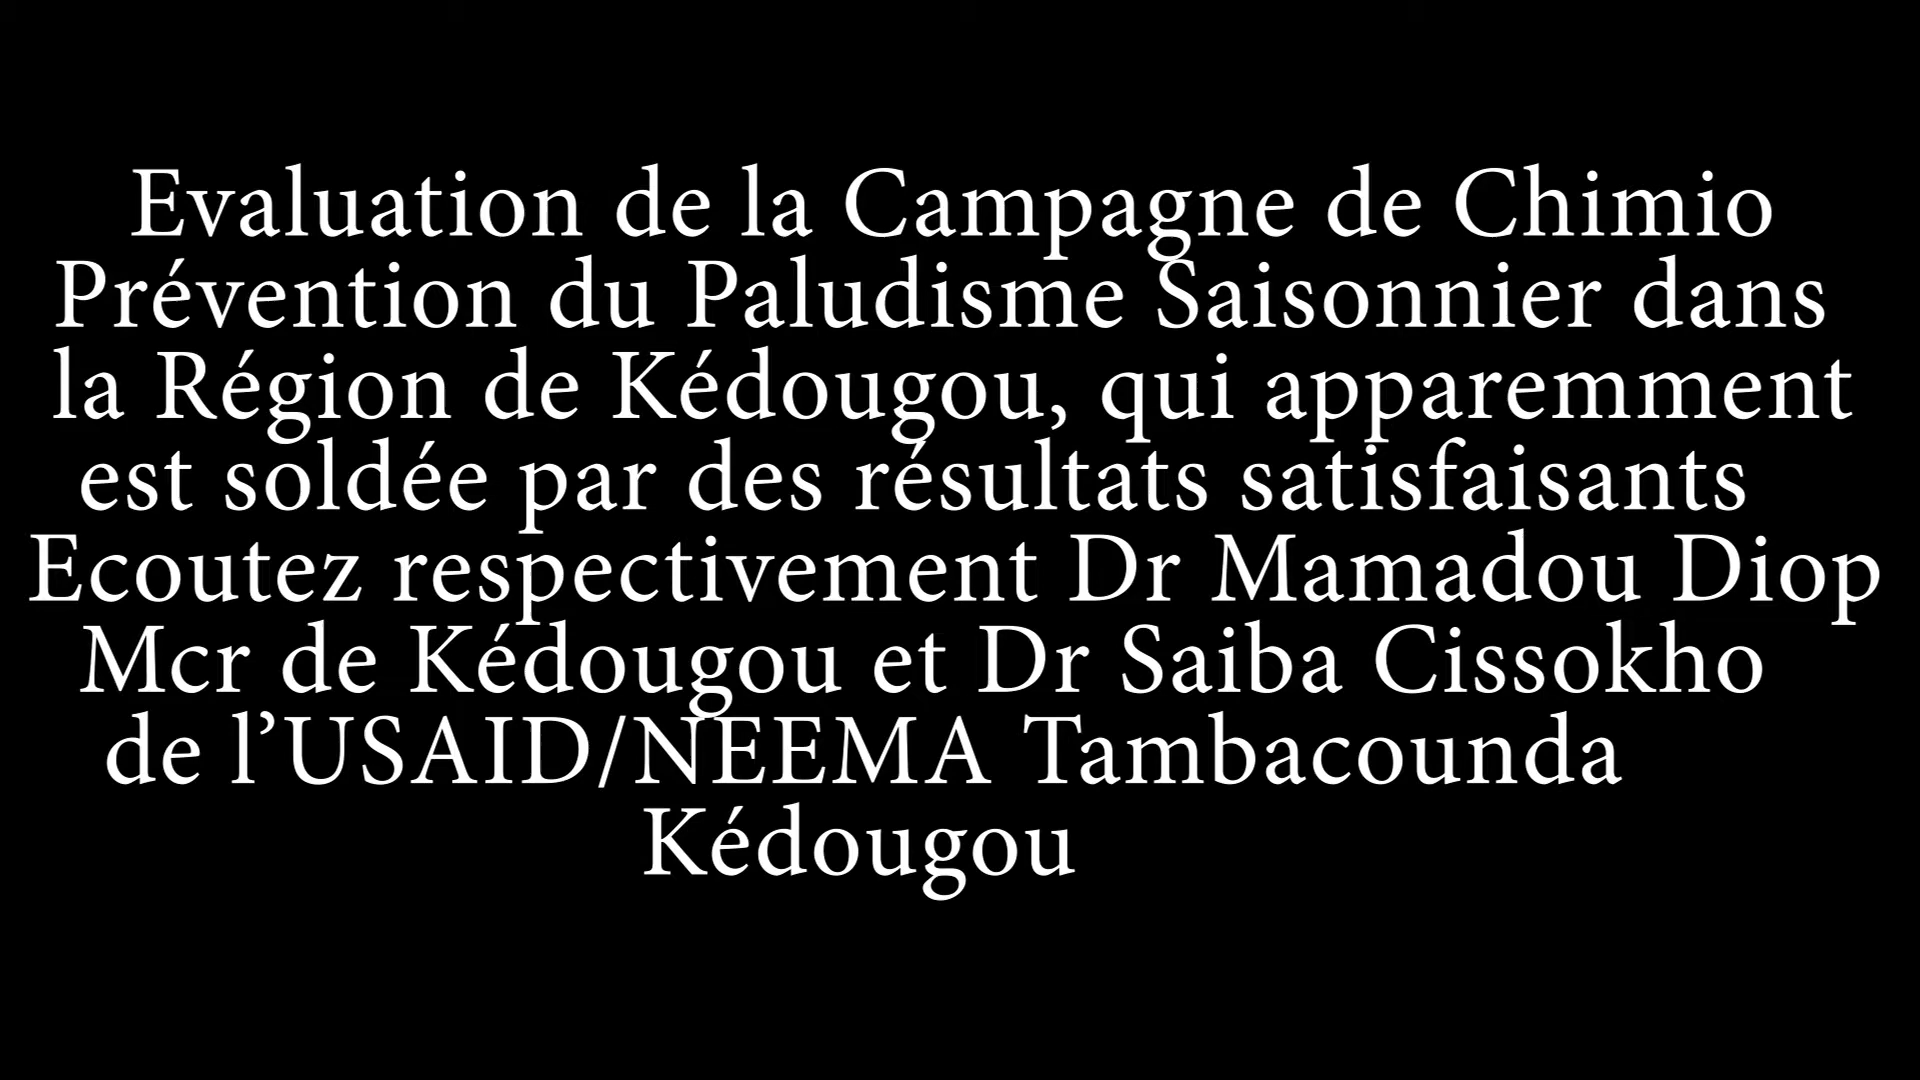 Evaluation de la Campagne de Chimio
Prévention du Paludisme Saisonnier dans
la Région de Kédougou, qui apparemment
est soldée par des résultats satisfaisants
Ecoutez respectivement Dr Mamadou Diop
Mcr de Kédougou et Dr Saiba Cissokho
de l’USAID/NEEMA Tambacounda
Kédougou